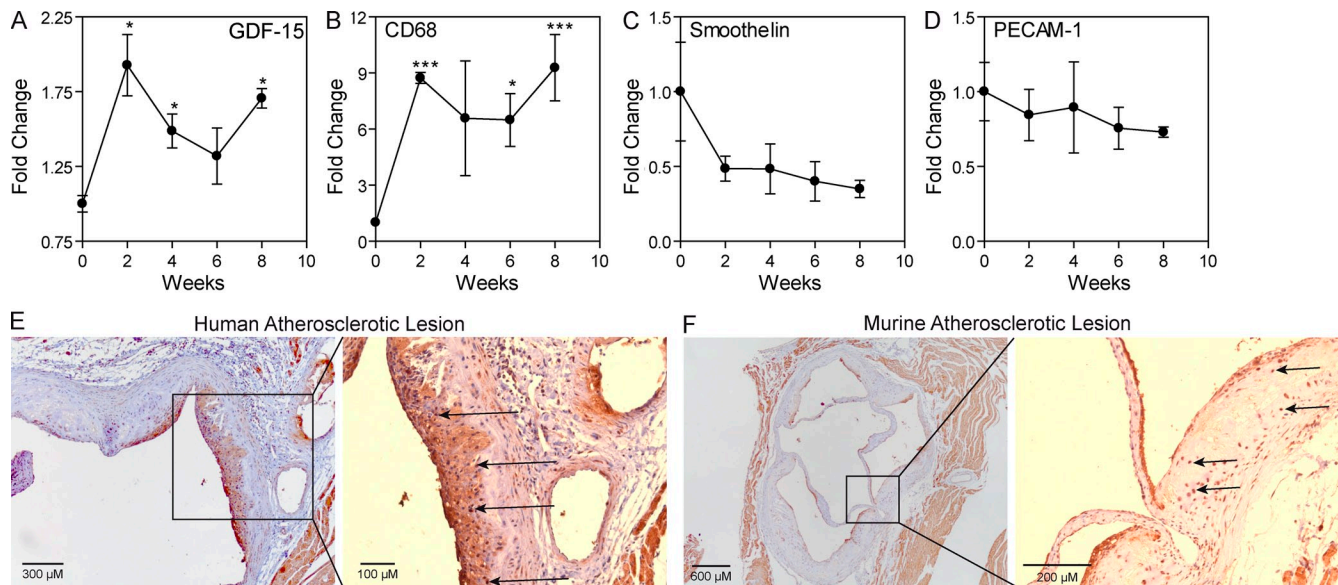 A
GDF-15
Fold Change
2.25
1.75
1.25
0.75
*
*
*
0 2 4 6 8 10
Weeks
B
CD68
Fold Change
12
9
6
3
0
***
*
***
0 2 4 6 8 10
Weeks
C
Smoothelin
Fold Change
1.5
1.0
0.5
0.0
0 2 4 6 8 10
Weeks
D
PECAM-1
Fold Change
1.5
1.0
0.5
0.0
0 2 4 6 8 10
Weeks
E
Human Atherosclerotic Lesion
300 µM
100 µM
F
Murine Atherosclerotic Lesion
600 µM
200 µM